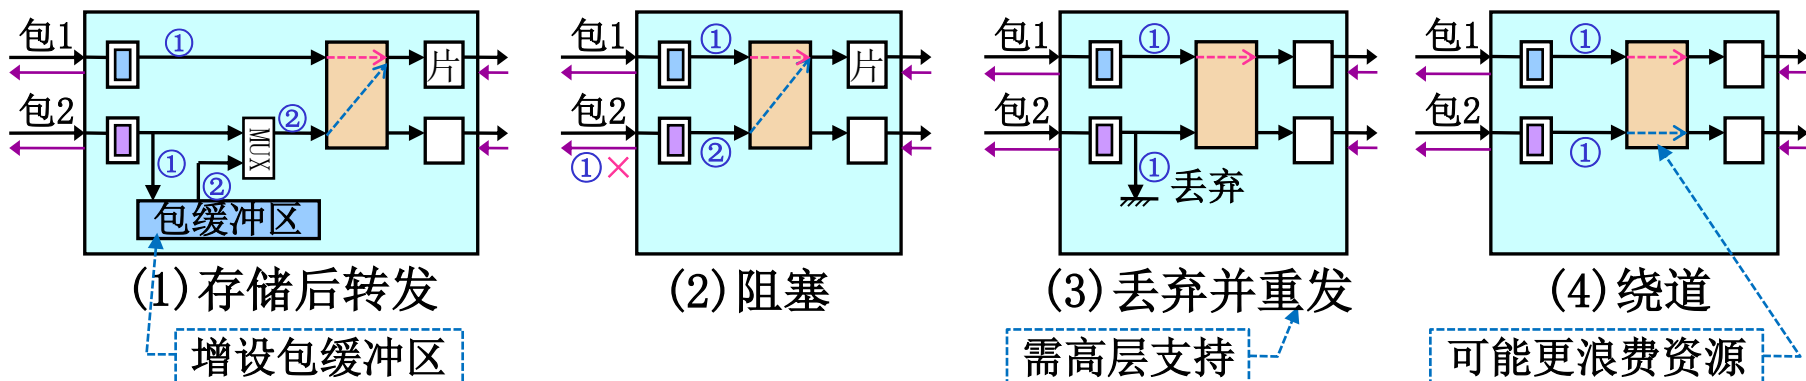 包1
①
片
包2
MUX
②
①
②
包缓冲区
(1)存储后转发
增设包缓冲区
包1
①
片
包2
②
①×
(2)阻塞
包1
①
包2
①
丢弃
(3)丢弃并重发
需高层支持
包1
①
包2
①
(4)绕道
可能更浪费资源